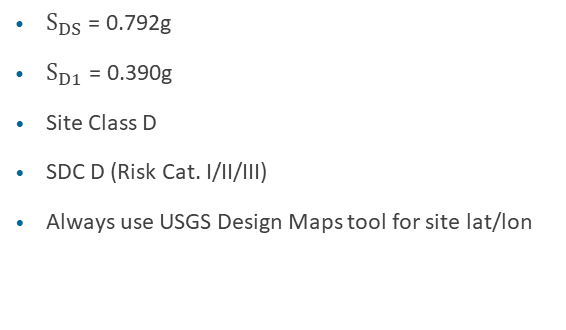 • S_DS = 0.792g
• S_D1 = 0.390g
• Site Class D
• SDC D (Risk Cat. I/II/III)
• Always use USGS Design Maps tool for site lat/lon